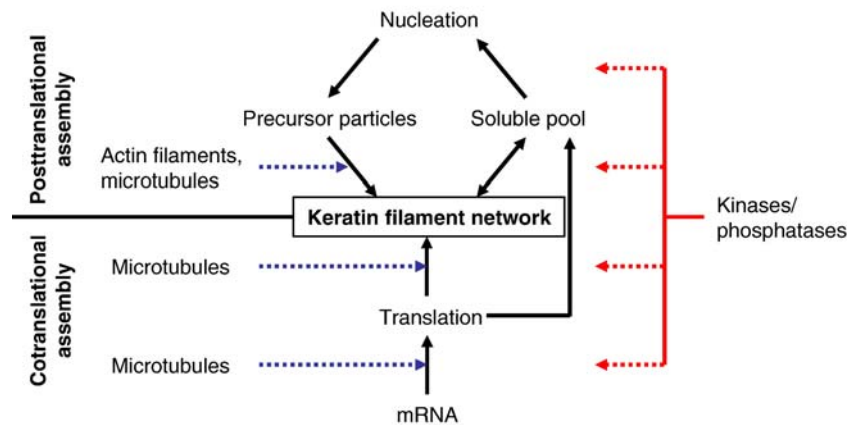 Nucleation
Posttranslational
assembly
Precursor particles
Soluble pool
Actin filaments,
microtubules
Keratin filament network
Kinases/
phosphatases
Cotranslational
assembly
Microtubules
Translation
Microtubules
mRNA